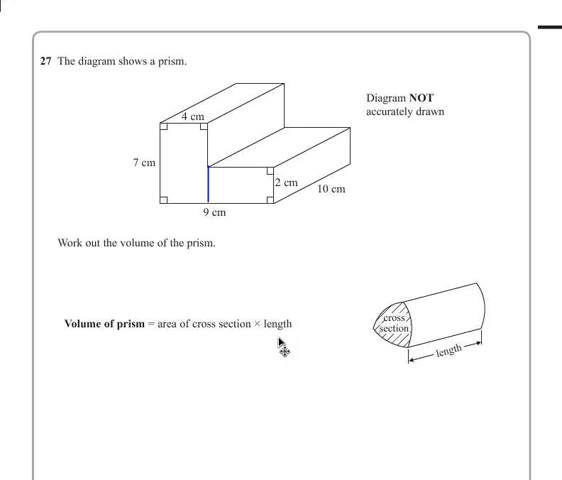 27 The diagram shows a prism.
Diagram NOT
accurately drawn
4 cm
7 cm
2 cm
10 cm
9 cm
Work out the volume of the prism.
Volume of prism = area of cross section × length
cross
section
length